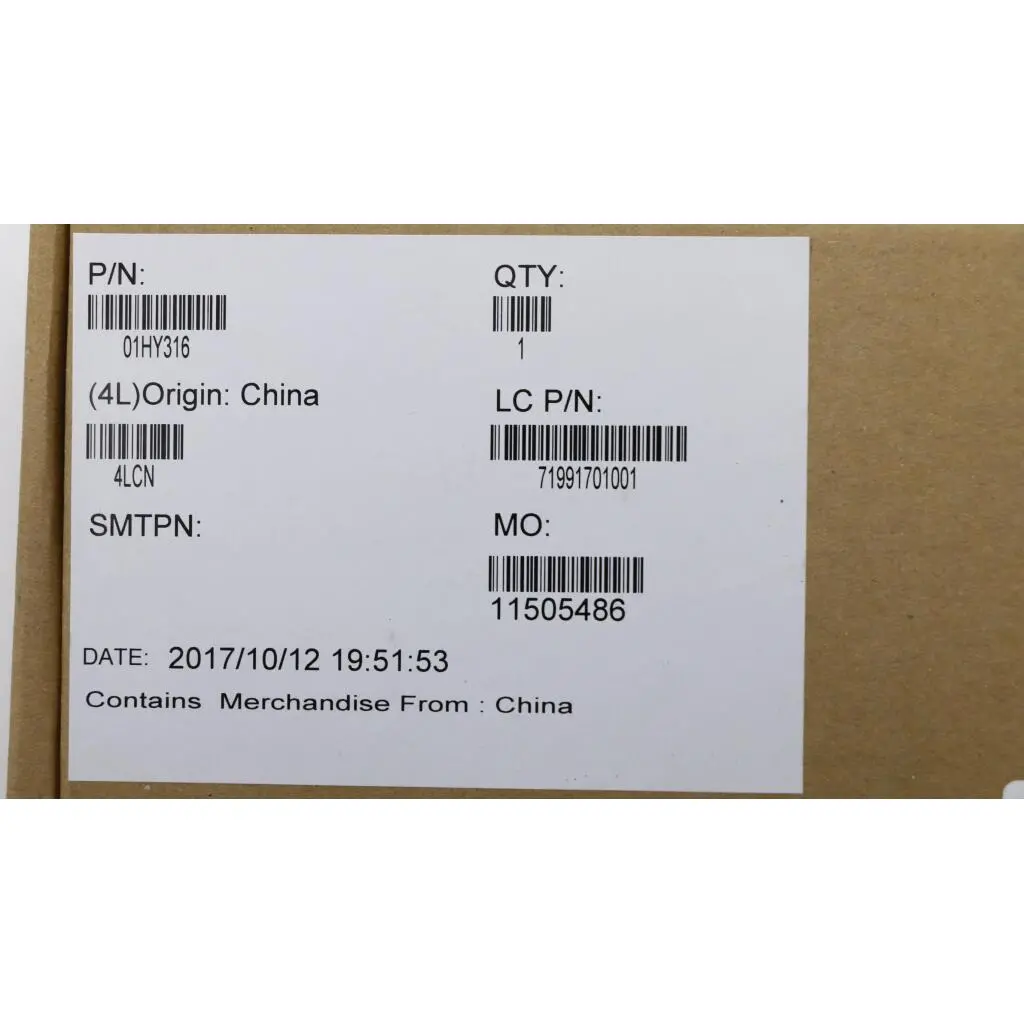 P/N:
01HY316
(4L)Origin: China
4LCN
SMTPN:
QTY:
1
LC P/N:
71991701001
MO:
11505486
DATE: 2017/10/12 19:51:53
Contains Merchandise From : China